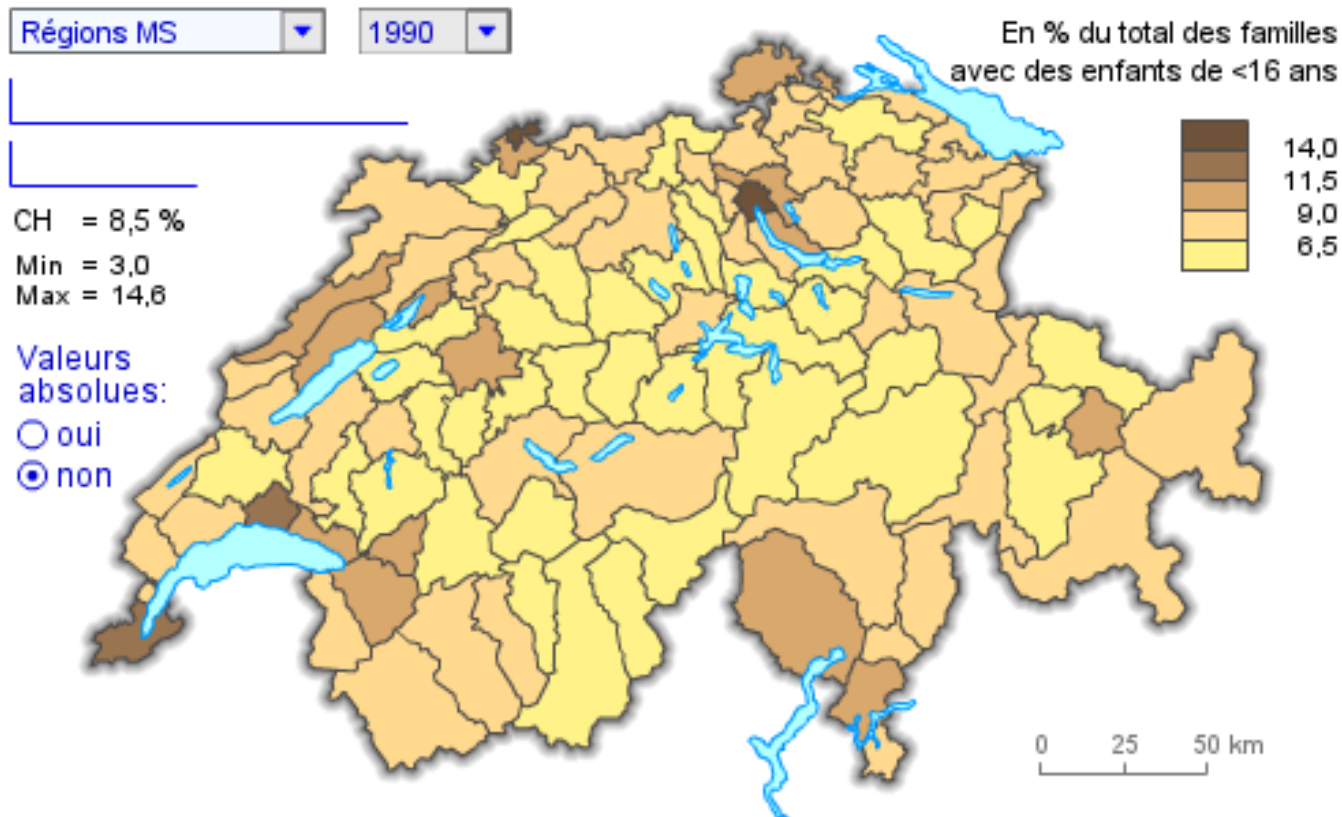 Régions MS
1990
En % du total des familles
avec des enfants de <16 ans
14,0
11,5
9,0
6,5
CH = 8,5 %
Min = 3,0
Max = 14,6
Valeurs
absolues:
oui
non
0 25 50 km